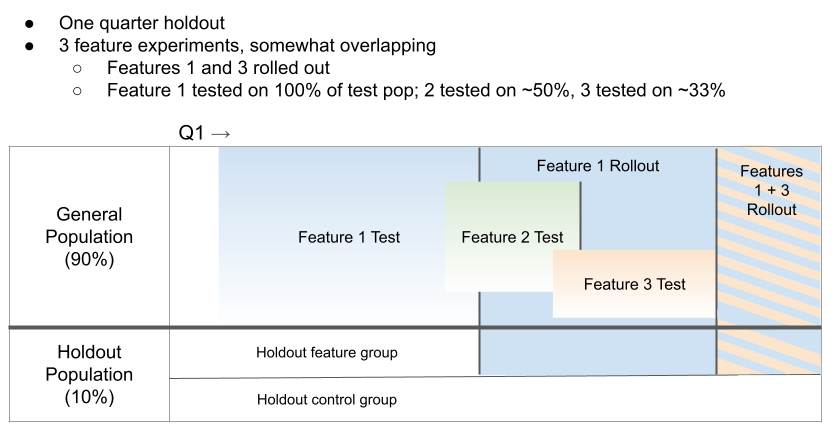 ● One quarter holdout
● 3 feature experiments, somewhat overlapping
○ Features 1 and 3 rolled out
○ Feature 1 tested on 100% of test pop; 2 tested on ~50%, 3 tested on ~33%
Q1 →
General
Population
(90%)
Feature 1 Test
Feature 2 Test
Feature 1 Rollout
Feature 3 Test
Features
1 + 3
Rollout
Holdout
Population
(10%)
Holdout feature group
Holdout control group